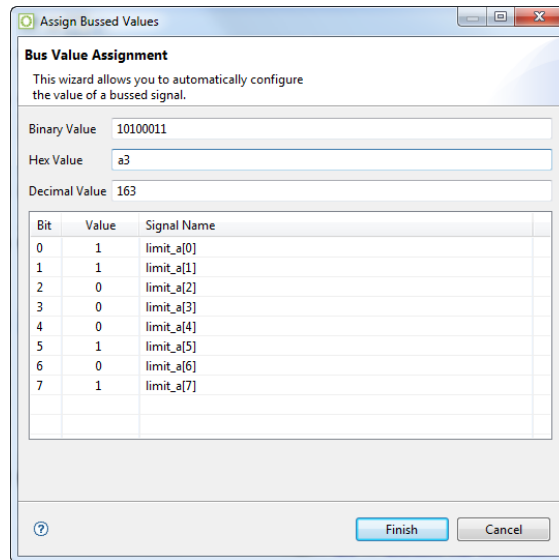 Assign Bussed Values
Bus Value Assignment
This wizard allows you to automatically configure
the value of a bussed signal.
Binary Value 10100011
Hex Value a3
Decimal Value 163
Bit Value Signal Name
0 1 limit_a[0]
1 1 limit_a[1]
2 0 limit_a[2]
3 0 limit_a[3]
4 0 limit_a[4]
5 1 limit_a[5]
6 0 limit_a[6]
7 1 limit_a[7]
? Finish Cancel